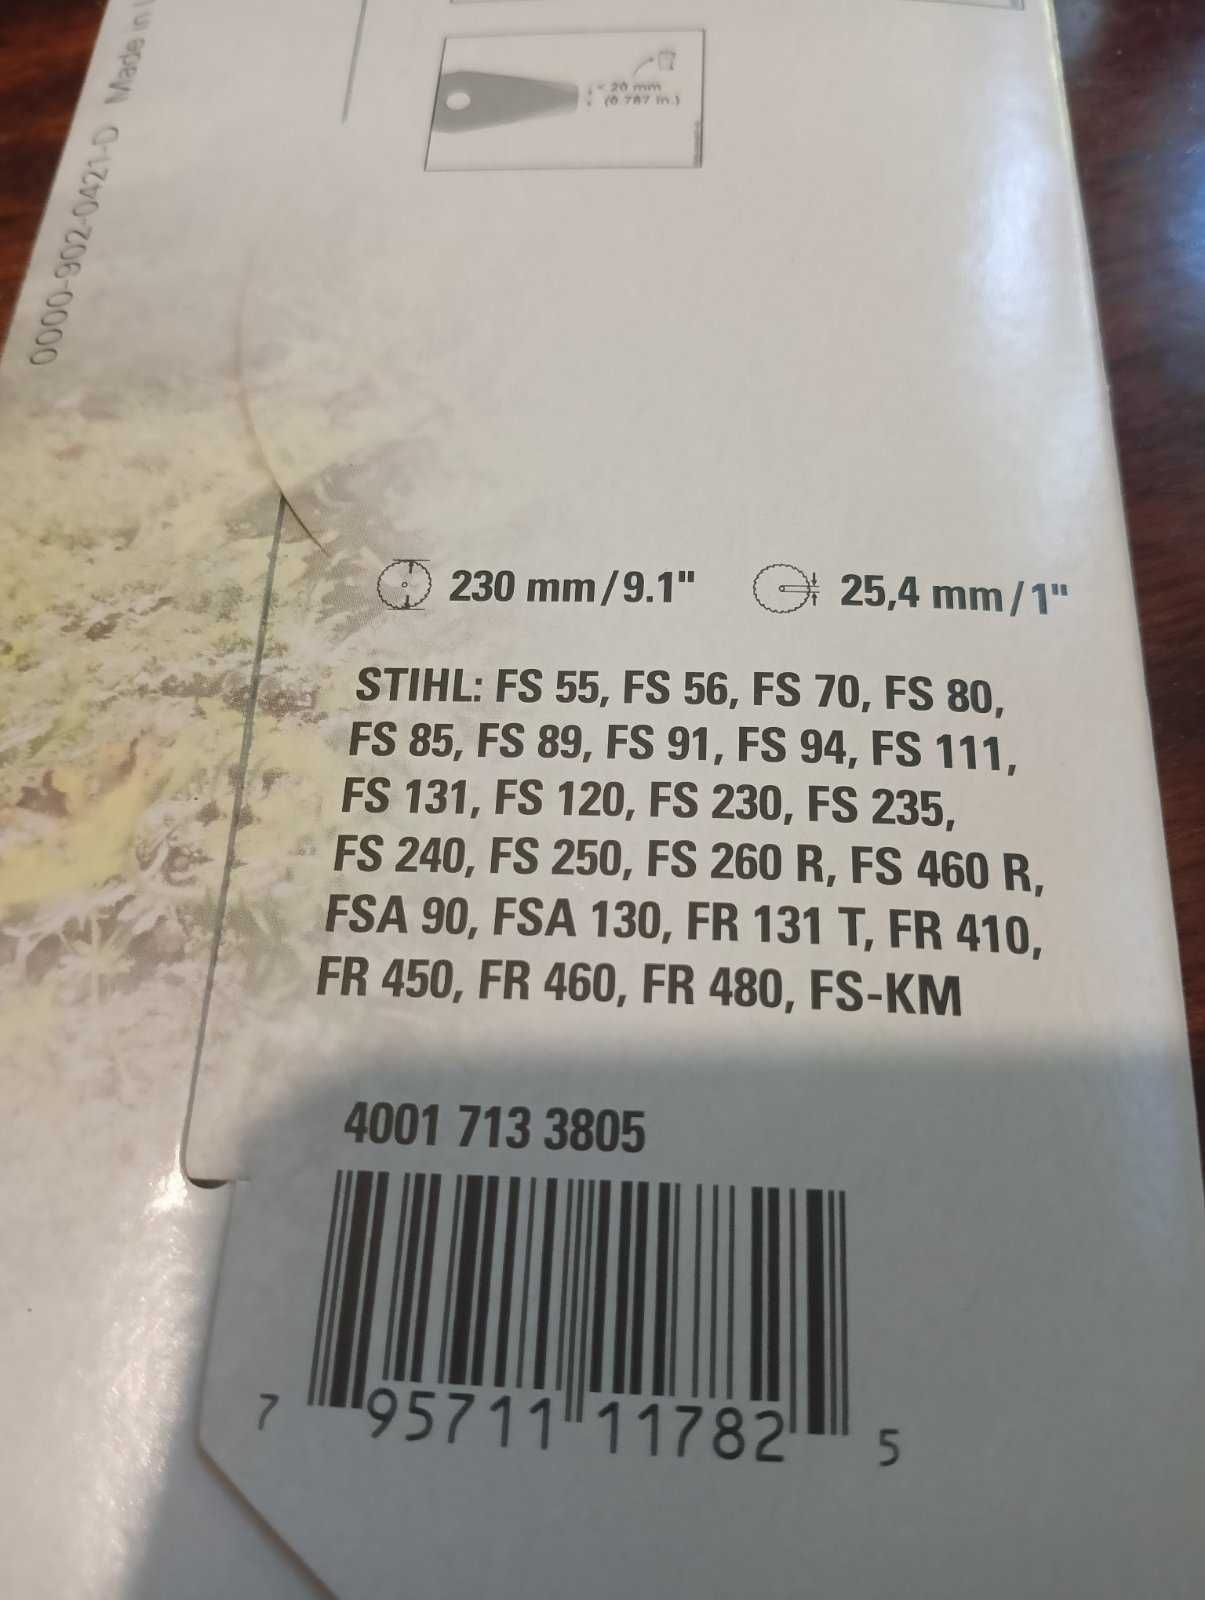 0000-902-0421-D Made in
< 20 mm
(0.787 in.)
230 mm/9.1" 25,4 mm/1"
STIHL: FS 55, FS 56, FS 70, FS 80,
FS 85, FS 89, FS 91, FS 94, FS 111,
FS 131, FS 120, FS 230, FS 235,
FS 240, FS 250, FS 260 R, FS 460 R,
FSA 90, FSA 130, FR 131 T, FR 410,
FR 450, FR 460, FR 480, FS-KM
4001 713 3805
7 95711 11782 5